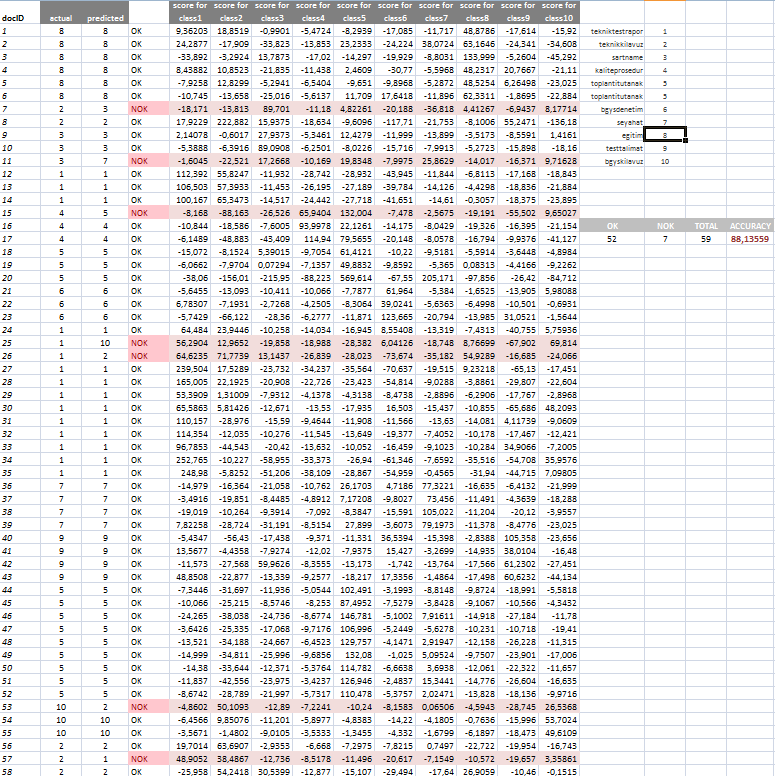 score for score for score for score for score for score for score for score for score for score for
docID actual predicted class1 class2 class3 class4 class5 class6 class7 class8 class9 class10
1 8 8 OK 9,36203 18,8519 -0,9901 -5,4724 -8,2939 -17,085 -11,717 48,8786 -17,614 -15,92 tekniktestrapor 1
2 8 8 OK 24,2877 -17,909 -33,823 -13,853 23,2333 -24,224 38,0724 63,1646 -24,341 -34,608 teknikkilavuz 2
3 8 8 OK -33,892 -3,2924 13,7873 -17,02 -14,297 -19,929 -8,8031 133,999 -5,2604 -45,292 sartname 3
4 8 8 OK 8,43882 10,8523 -21,835 -11,438 2,4609 -30,77 -5,5968 48,2317 20,7667 -21,11 kaliteprosedur 4
5 8 8 OK -7,9258 12,8299 -5,2941 -6,5404 -9,651 -9,8968 -5,2872 48,5254 6,26498 -23,025 toplantitutanak 5
6 8 8 OK -10,745 -13,658 -25,016 -5,6137 11,709 17,6418 -11,896 62,3311 -1,8695 -22,884 toplantitutanak 5
7 2 3 NOK -18,171 -13,813 89,701 -11,18 4,82261 -20,188 -36,818 4,41267 -6,9437 8,17714 bgysdenetim 6
8 2 2 OK 17,9229 222,882 15,9375 -18,634 -9,6096 -117,71 -21,753 -8,1006 55,2471 -136,18 seyahat 7
9 3 3 OK 2,14078 -0,6017 27,9373 -5,3461 12,4279 -11,999 -13,899 -3,5173 -8,5591 1,4161 egitim 8
10 3 3 OK -5,3888 -6,3916 89,0908 -6,2501 -8,0226 -15,716 -7,9913 -5,2723 -15,898 -18,16 testtalimat 9
11 3 7 NOK -1,6045 -22,521 17,2668 -10,169 19,8348 -7,9975 25,8629 -14,017 -16,371 9,71628 bgyskilavuz 10
12 1 1 OK 112,392 55,8247 -11,932 -28,742 -28,932 -43,945 -11,844 -6,8113 -17,168 -18,843
13 1 1 OK 106,503 57,3933 -11,453 -26,195 -27,189 -39,784 -14,126 -4,4298 -18,836 -21,884
14 1 1 OK 100,167 65,3473 -14,517 -24,442 -27,718 -41,651 -14,61 -0,3057 -18,375 -23,895
15 4 5 NOK -8,168 -88,163 -26,526 65,9404 132,004 -7,478 -2,5675 -19,191 -55,502 9,65027
16 4 4 OK -10,844 -18,586 -7,6005 93,9978 22,1261 -14,175 -8,0429 -19,326 -16,395 -21,154 OK NOK TOTAL ACCURACY
17 4 4 OK -6,1489 -48,883 -43,409 114,94 79,5655 -20,148 -8,0578 -16,794 -9,9376 -41,127 52 7 59 88,13559
18 5 5 OK -15,072 -8,1524 5,39015 -9,7054 61,4121 -10,22 -9,5181 -5,5914 -3,6448 -4,8984
19 5 5 OK -6,0662 -7,9704 0,07294 -7,1357 49,8832 -9,8592 -5,365 0,08313 -4,4166 -9,2262
20 5 5 OK -38,06 -156,01 -215,95 -88,223 569,614 -67,55 205,171 -97,856 -26,42 -84,712
21 6 6 OK -5,6455 -13,093 -10,411 -10,066 -7,7877 61,964 -5,384 -1,6525 -13,905 5,98088
22 6 6 OK 6,78307 -7,1931 -2,7268 -4,2505 -8,3064 39,0241 -5,6363 -6,4998 -10,501 -0,6931
23 6 6 OK -5,7429 -66,122 -28,36 -6,2777 -11,871 123,665 -20,794 -13,985 31,0521 -1,5644
24 1 1 OK 64,484 23,9446 -10,258 -14,034 -16,945 8,55408 -13,319 -7,4313 -40,755 5,75936
25 1 10 NOK 56,2904 12,9652 -19,858 -18,988 -28,382 6,04126 -18,748 8,76699 -67,902 69,814
26 1 2 NOK 64,6235 71,7739 13,1437 -26,839 -28,023 -73,674 -35,182 54,9289 -16,685 -24,066
27 1 1 OK 239,504 17,5289 -23,732 -34,237 -35,564 -70,637 -19,515 9,23218 -65,13 -17,451
28 1 1 OK 165,005 22,1925 -20,908 -22,726 -23,423 -54,814 -9,0288 -3,8861 -29,807 -22,604
29 1 1 OK 53,3909 1,31009 -7,9312 -4,1378 -4,3138 -8,4738 -2,8896 -6,2906 -17,767 -2,8968
30 1 1 OK 65,5863 5,81426 -12,671 -13,53 -17,935 16,503 -15,437 -10,855 -65,686 48,2093
31 1 1 OK 110,157 -28,976 -15,59 -9,4644 -11,908 -11,566 -13,63 -14,081 4,11739 -9,0609
32 1 1 OK 114,354 -12,035 -10,276 -11,545 -13,649 -19,377 -7,4052 -10,178 -17,467 -12,421
33 1 1 OK 96,7853 -44,543 -20,42 -13,632 -10,052 -16,459 -9,1023 -10,284 34,9066 -7,2005
34 1 1 OK 252,765 -10,227 -58,955 -33,373 -26,94 -61,346 -7,6592 -35,516 -54,708 35,9576
35 1 1 OK 248,98 -5,8252 -51,206 -38,109 -28,867 -54,959 -0,4565 -31,94 -44,715 7,09805
36 7 7 OK -14,979 -16,364 -21,058 -10,762 26,1703 4,7186 77,3221 -16,635 -6,4132 -21,999
37 7 7 OK -3,4916 -19,851 -8,4485 -4,8912 7,17208 -9,8027 73,456 -11,491 -4,3639 -18,288
38 7 7 OK -19,019 -10,264 -9,3914 -7,092 -8,3847 -15,591 105,022 -11,204 -20,12 -3,9557
39 7 7 OK 7,82258 -28,724 -31,191 -8,5154 27,899 -3,6073 79,1973 -11,378 -8,4776 -23,025
40 9 9 OK -5,4347 -56,43 -17,438 -9,371 -11,331 36,5394 -15,398 -2,8388 105,358 -23,656
41 9 9 OK 13,5677 -4,4358 -7,9274 -12,02 -7,9375 15,427 -3,2699 -14,935 38,0104 -16,48
42 9 9 OK -11,573 -27,568 59,9626 -8,3555 -13,173 -1,742 -13,764 -17,566 61,2302 -27,451
43 9 9 OK 48,8508 -22,877 -13,339 -9,2577 -18,217 17,3356 -1,4864 -17,498 60,6232 -44,134
44 5 5 OK -7,3446 -31,697 -11,936 -5,0544 102,491 -3,1993 -8,8148 -9,8724 -18,991 -5,5818
45 5 5 OK -10,066 -25,215 -8,5746 -8,253 87,4952 -7,5279 -3,8428 -9,1067 -10,566 -4,3432
46 5 5 OK -24,265 -38,038 -24,736 -8,6774 146,781 -5,1002 7,91611 -14,918 -27,184 -11,78
47 5 5 OK -3,6426 -25,335 -17,068 -9,7176 106,996 -5,2449 -5,6278 -10,231 -10,718 -19,41
48 5 5 OK -13,521 -34,188 -24,667 -6,4523 129,757 -4,1471 2,91947 -12,158 -26,228 -11,315
49 5 5 OK -14,999 -34,811 -25,996 -9,6856 132,08 -1,025 5,09524 -9,7507 -23,901 -17,006
50 5 5 OK -14,38 -33,644 -12,371 -5,3764 114,782 -6,6638 3,6938 -12,061 -22,322 -11,657
51 5 5 OK -11,837 -42,556 -23,975 -3,4237 126,946 -2,4837 15,3441 -14,776 -26,604 -16,635
52 5 5 OK -8,6742 -28,789 -21,997 -5,7317 110,478 -5,3757 2,02471 -13,828 -18,136 -9,9716
53 10 2 NOK -4,8602 50,1093 -12,89 -7,2241 -10,24 -8,1583 0,06506 -4,5943 -28,745 26,5368
54 10 10 OK -6,4566 9,85076 -11,201 -5,8977 -4,8383 -14,22 -4,1805 -0,7636 -15,996 53,7024
55 10 10 OK -3,5671 -1,4802 -9,0105 -3,5333 -1,3455 -4,332 -1,6799 -6,1897 -18,473 49,6109
56 2 2 OK 19,7014 63,6907 -2,9353 -6,668 -7,2975 -7,8215 0,7497 -22,722 -19,954 -16,743
57 2 1 NOK 48,9052 38,4867 -12,736 -8,5178 -11,496 -20,617 -7,1549 -10,572 -19,657 3,35861
58 2 2 OK -25,958 54,2418 30,5399 -12,877 -15,107 -29,494 -17,64 26,9059 -10,46 -0,1515